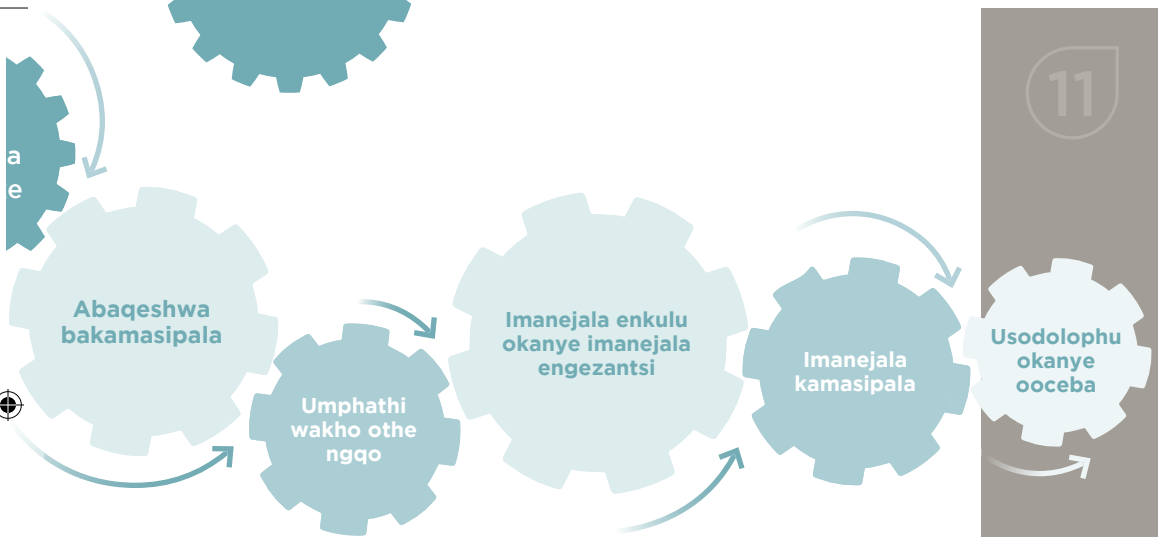 11
a
e
Abaqeshwa
bakamasipala
Umphathi
wakho othe
ngqo
Imanejala enkulu
okanye imanejala
engezantsi
Imanejala
kamasipala
Usodolophu
okanye
ooceba